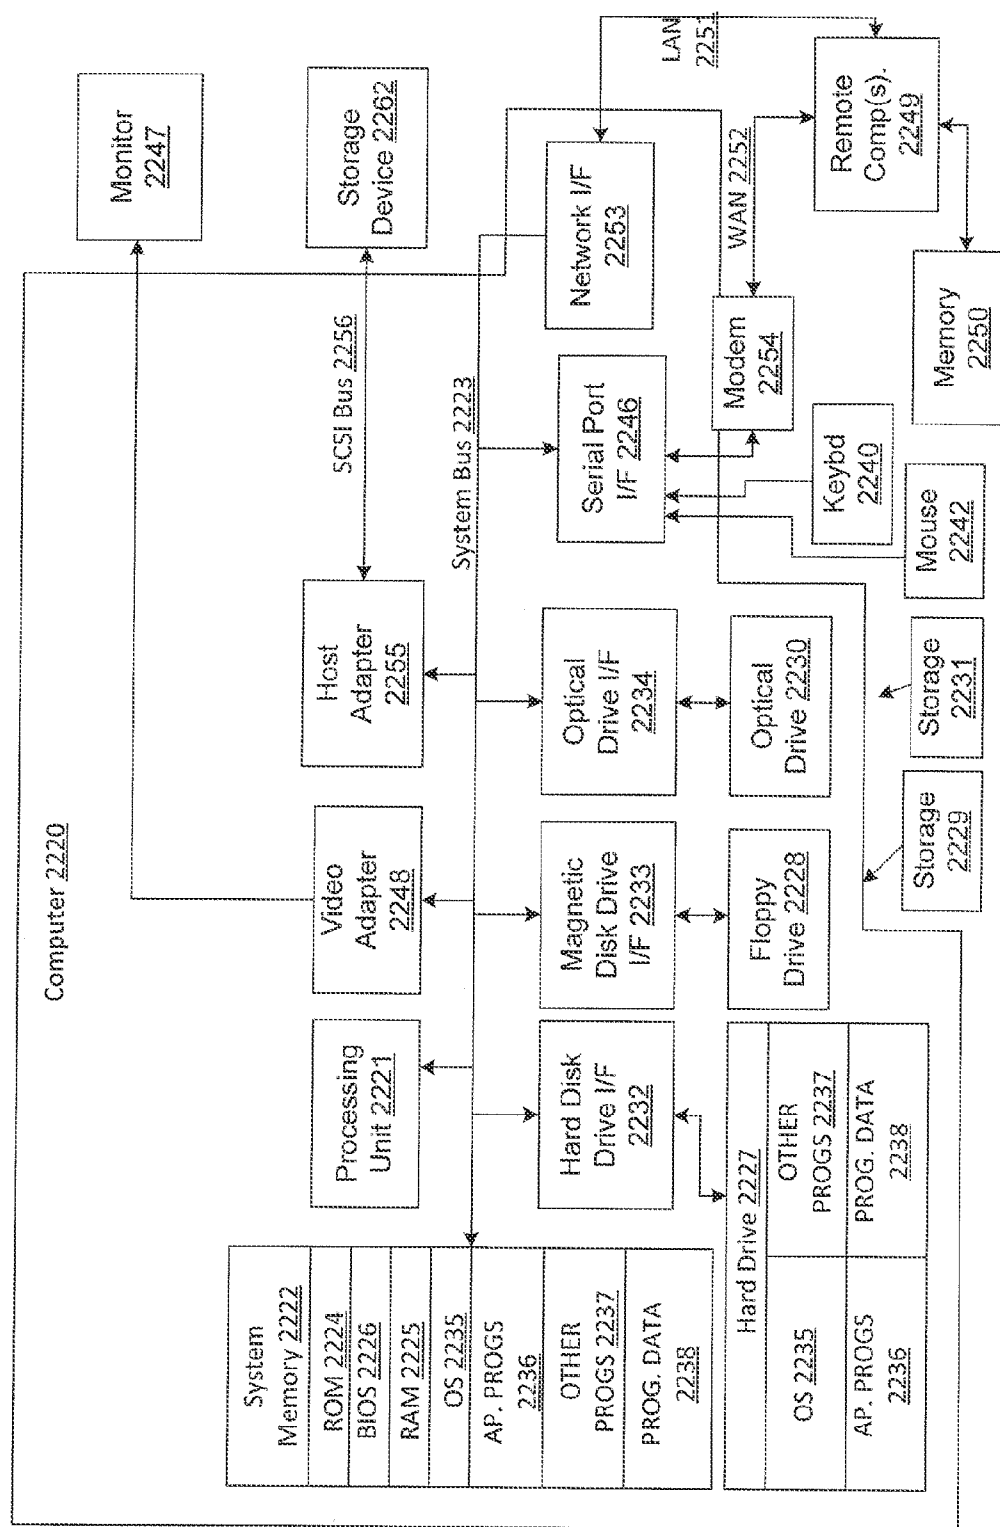 Computer 2220
System
Memory 2222
ROM 2224
BIOS 2226
RAM 2225
OS 2235
AP. PROGS
2236
OTHER
PROGS 2237
PROG. DATA
2238
Processing
Unit 2221
Video
Adapter
2248
Host
Adapter
2255
SCSI Bus 2256
Monitor
2247
Storage
Device 2262
System Bus 2223
Hard Disk
Drive I/F
2232
Magnetic
Disk Drive
I/F 2233
Optical
Drive I/F
2234
Serial Port
I/F 2246
Network I/F
2253
LAN
2251
Hard Drive 2227
OS 2235
OTHER
PROGS 2237
AP. PROGS
2236
PROG. DATA
2238
Floppy
Drive 2228
Optical
Drive 2230
Modem
2254
WAN 2252
Remote
Comp(s).
2249
Keybd
2240
Mouse
2242
Memory
2250
Storage
2229
Storage
2231